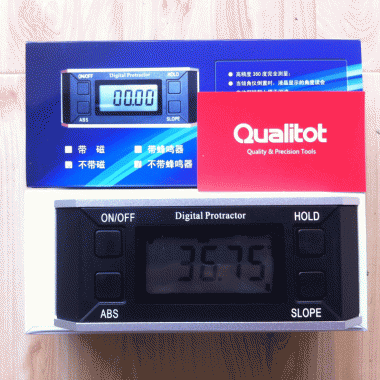 ON/OFF Digital Protractor HOLD
00.00
ABS SLOPE
带磁 带蜂鸣器
不带磁 不带蜂鸣器
Qualitot
Quality & Precision Tools
ON/OFF Digital Protractor HOLD
36.75
ABS SLOPE